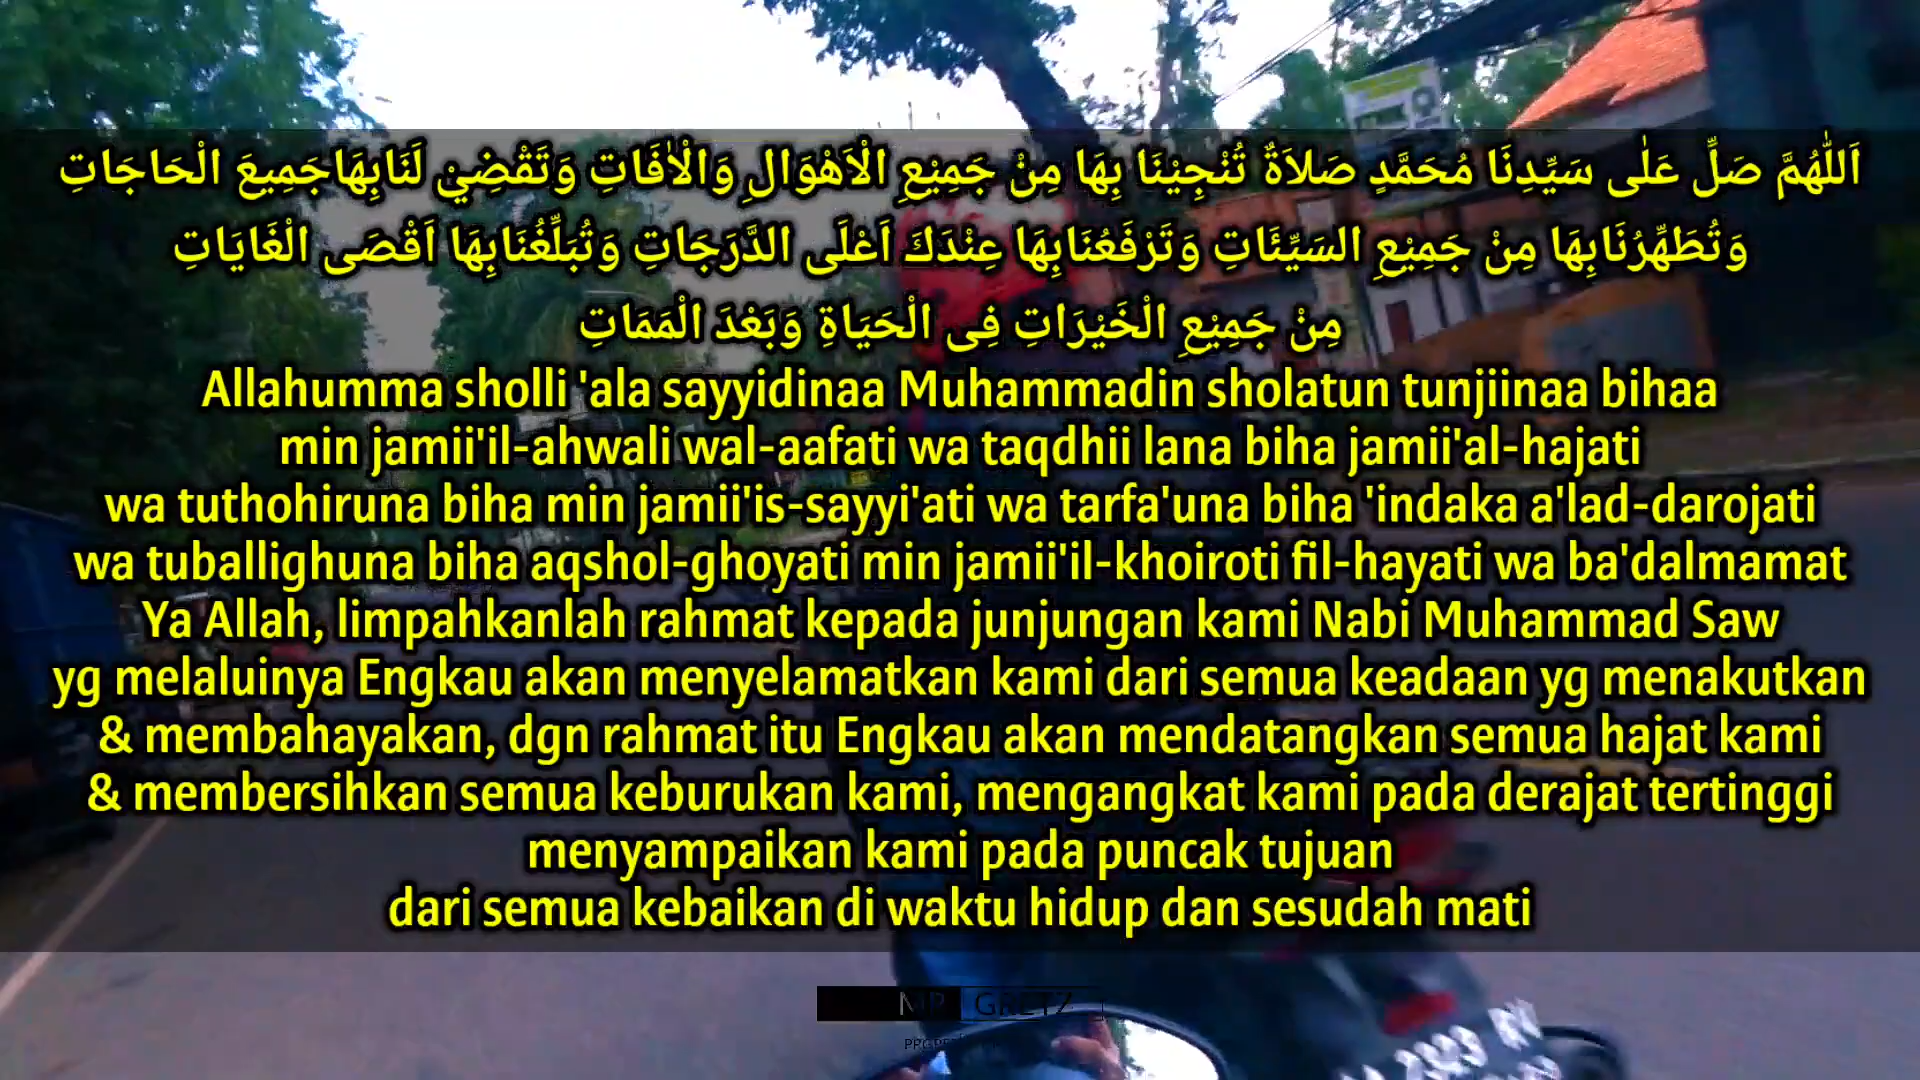 اَللّٰهُمَّ صَلِّ عَلٰى سَيِّدِنَا مُحَمَّدٍ صَلاَةً تُنْجِيْنَا بِهَا مِنْ جَمِيْعِ الْاَهْوَالِ وَالْاٰفَاتِ وَتَقْضِيْ لَنَابِهَاجَمِيعَ الْحَاجَاتِ
وَتُطَهِّرُنَابِهَا مِنْ جَمِيْعِ السَيِّئَاتِ وَتَرْفَعُنَابِهَا عِنْدَكَ اَعْلَى الدَّرَجَاتِ وَتُبَلِّغُنَابِهَا اَقْصَى الْغَايَاتِ
مِنْ جَمِيْعِ الْخَيْرَاتِ فِى الْحَيَاةِ وَبَعْدَ الْمَمَاتِ
Allahumma sholli 'ala sayyidinaa Muhammadin sholatun tunjiinaa bihaa
min jamii'il-ahwali wal-aafati wa taqdhii lana biha jamii'al-hajati
wa tuthohiruna biha min jamii'is-sayyi'ati wa tarfa'una biha 'indaka a'lad-darojati
wa tuballighuna biha aqshol-ghoyati min jamii'il-khoiroti fil-hayati wa ba'dalmamat
Ya Allah, limpahkanlah rahmat kepada junjungan kami Nabi Muhammad Saw
yg melaluinya Engkau akan menyelamatkan kami dari semua keadaan yg menakutkan
& membahayakan, dgn rahmat itu Engkau akan mendatangkan semua hajat kami
& membersihkan semua keburukan kami, mengangkat kami pada derajat tertinggi
menyampaikan kami pada puncak tujuan
dari semua kebaikan di waktu hidup dan sesudah mati
MR GRETZ